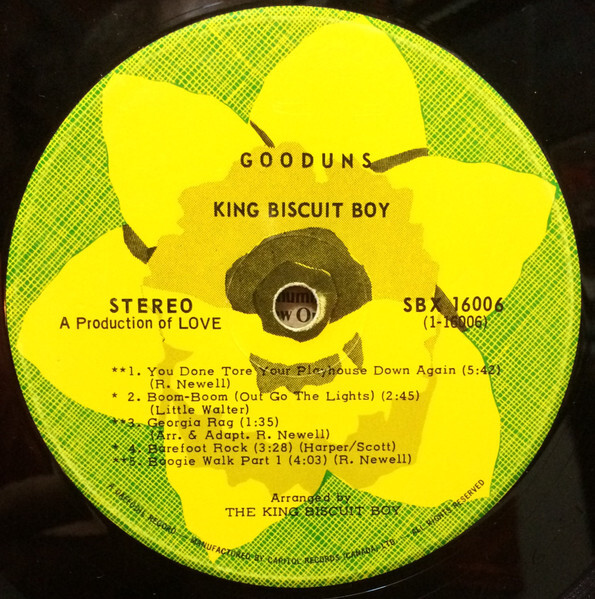 GOODUNS
KING BISCUIT BOY
STEREO
A Production of LOVE
SBX 16006
(1-16006)
**1. You Done Tore Your Playhouse Down Again (5:42)
(R. Newell)
* 2. Boom-Boom (Out Go The Lights) (2:45)
(Little Walter)
**3. Georgia Rag (1:35)
(Arr. & Adapt. R. Newell)
* 4. Barefoot Rock (3:28) (Harper/Scott)
**5. Boogie Walk Part 1 (4:03) (R. Newell)
Arranged by
THE KING BISCUIT BOY
A DAFFODIL RECORD MANUFACTURED BY CAPITOL RECORDS (CANADA) LTD. ALL RIGHTS RESERVED